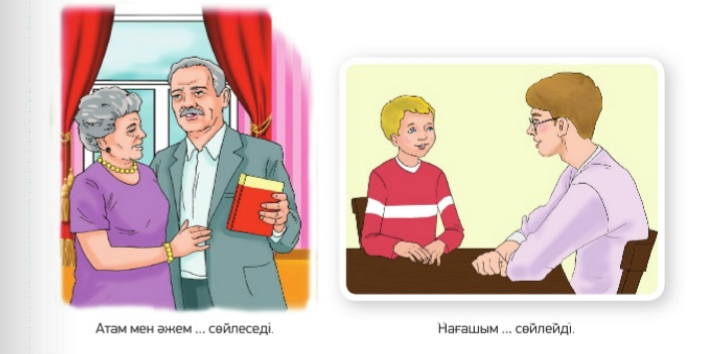 Атам мен әжем ... сөйлеседі.
Нағашым ... сөйлейді.